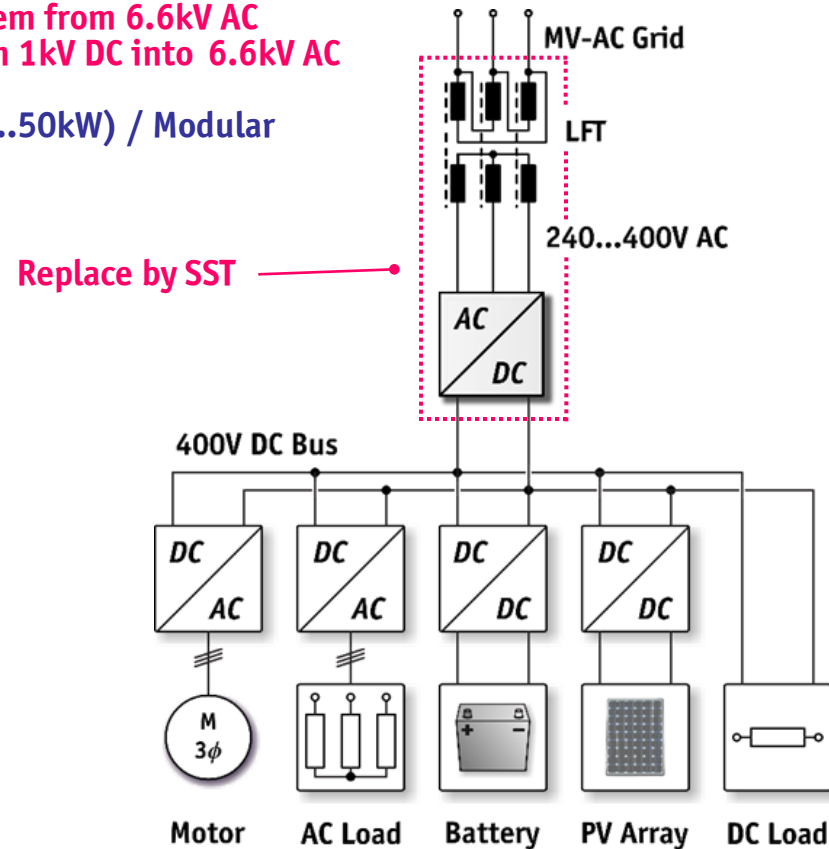 em from 6.6kV AC
1kV DC into 6.6kV AC
...50kW) / Modular
MV-AC Grid
LFT
240...400V AC
Replace by SST
AC
DC
400V DC Bus
DC DC DC DC
AC AC DC DC
M
3ϕ
+ −
Motor AC Load Battery PV Array DC Load